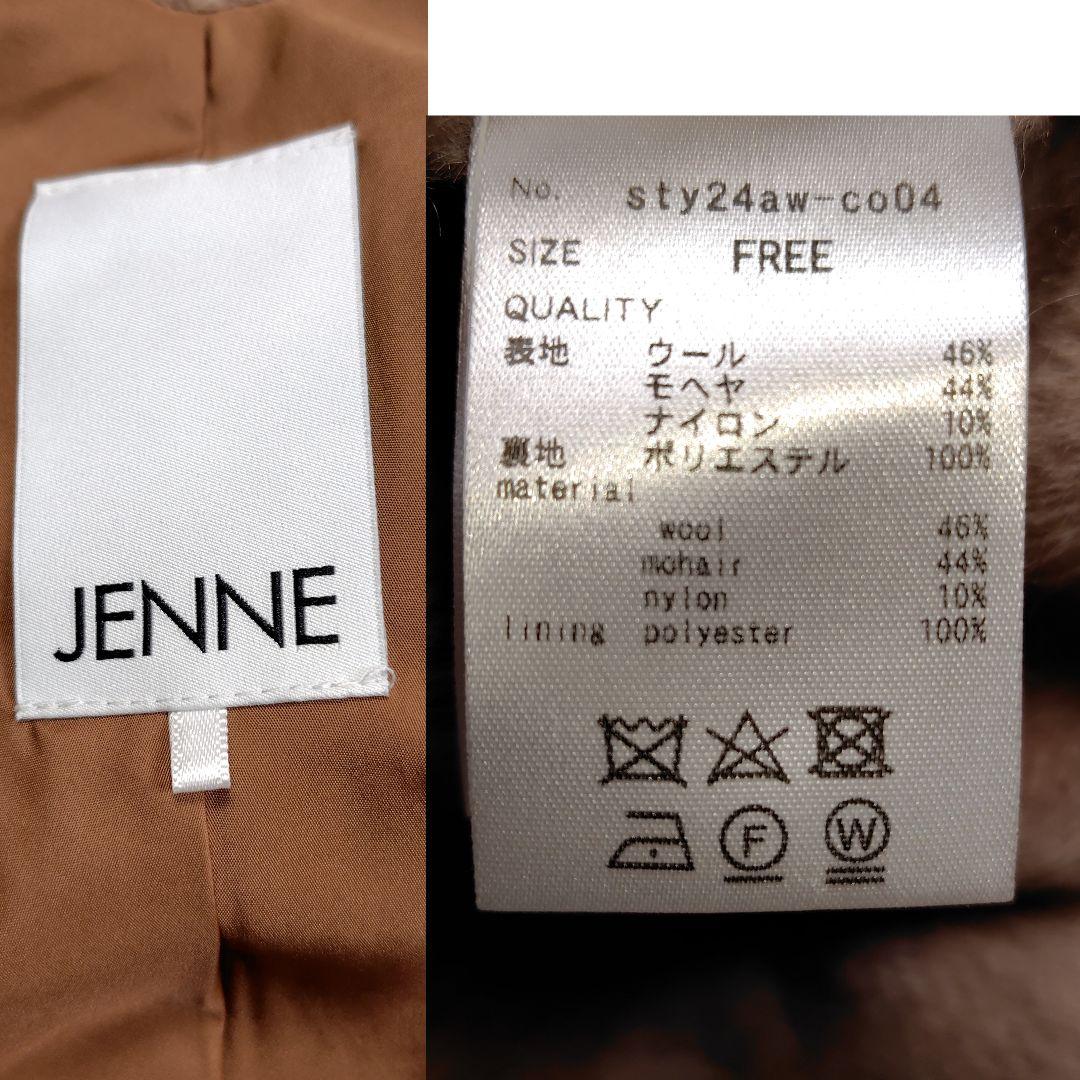 JENNE
No. sty24aw-co04
SIZE FREE
QUALITY
表地 ウール 46%
モヘヤ 44%
ナイロン 10%
裏地 ポリエステル 100%
material
wool 46%
mohair 44%
nylon 10%
lining polyester 100%
F W